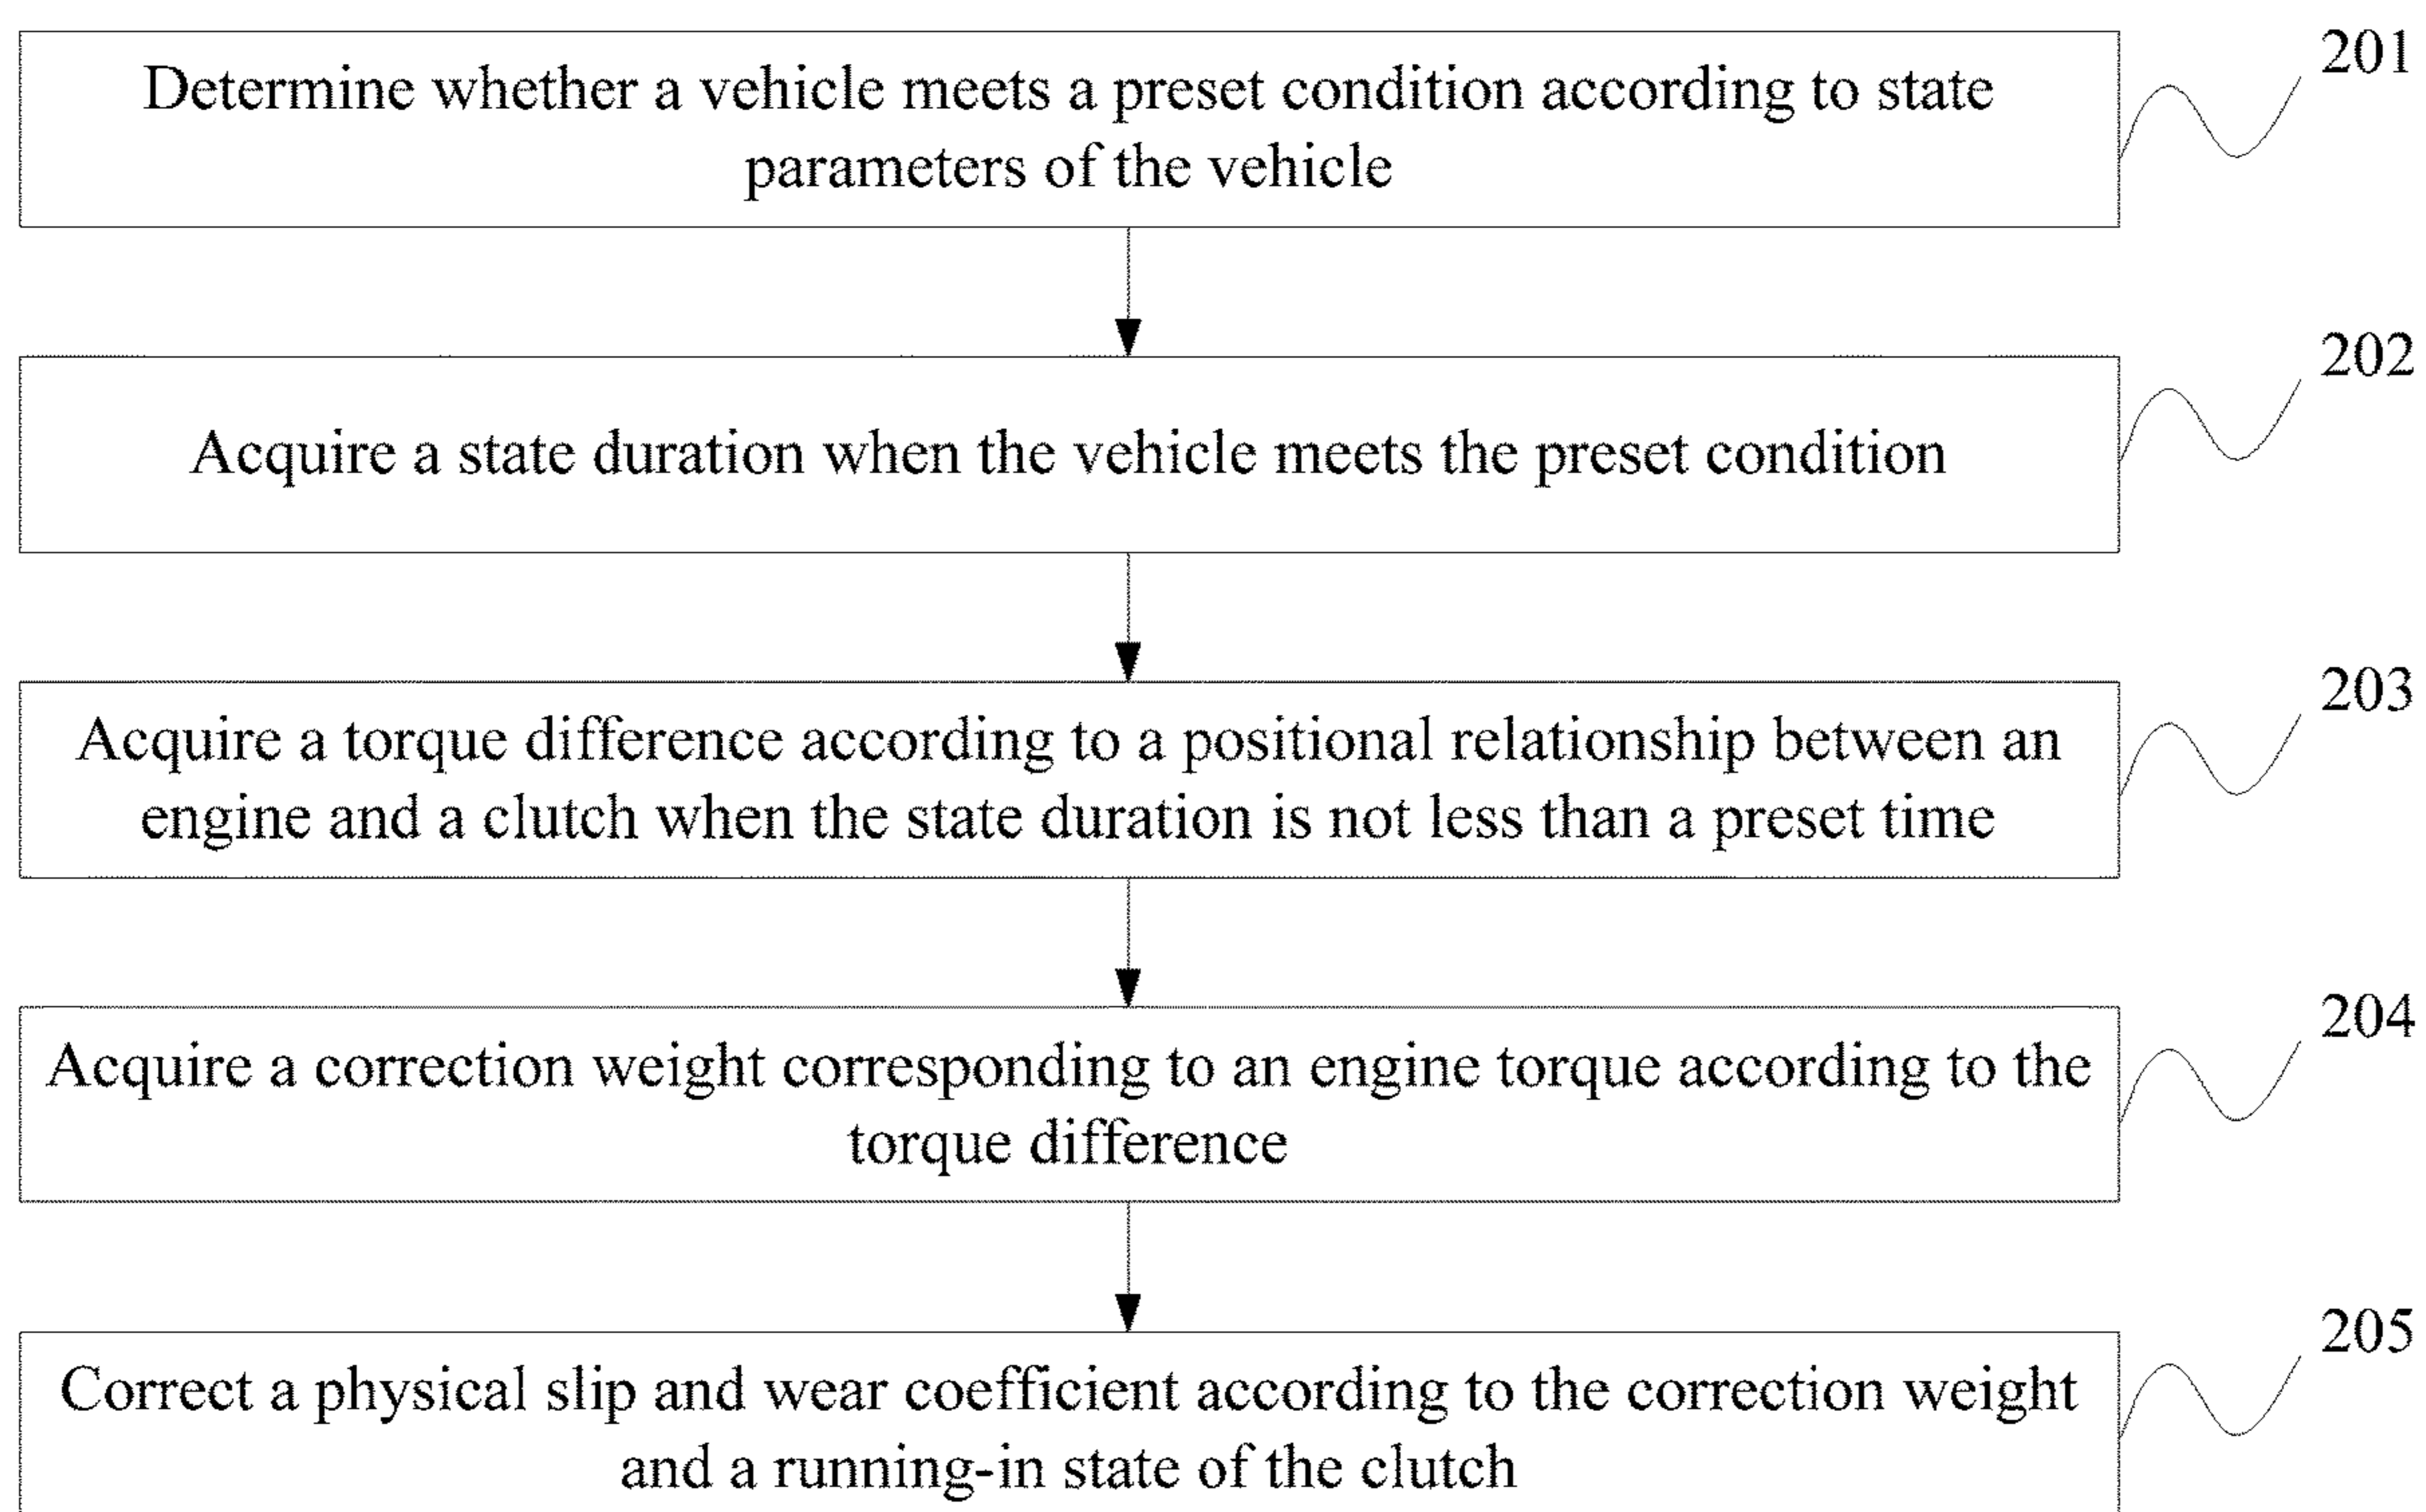 Determine whether a vehicle meets a preset condition according to state
parameters of the vehicle
201
Acquire a state duration when the vehicle meets the preset condition
202
Acquire a torque difference according to a positional relationship between an
engine and a clutch when the state duration is not less than a preset time
203
Acquire a correction weight corresponding to an engine torque according to the
torque difference
204
Correct a physical slip and wear coefficient according to the correction weight
and a running-in state of the clutch
205